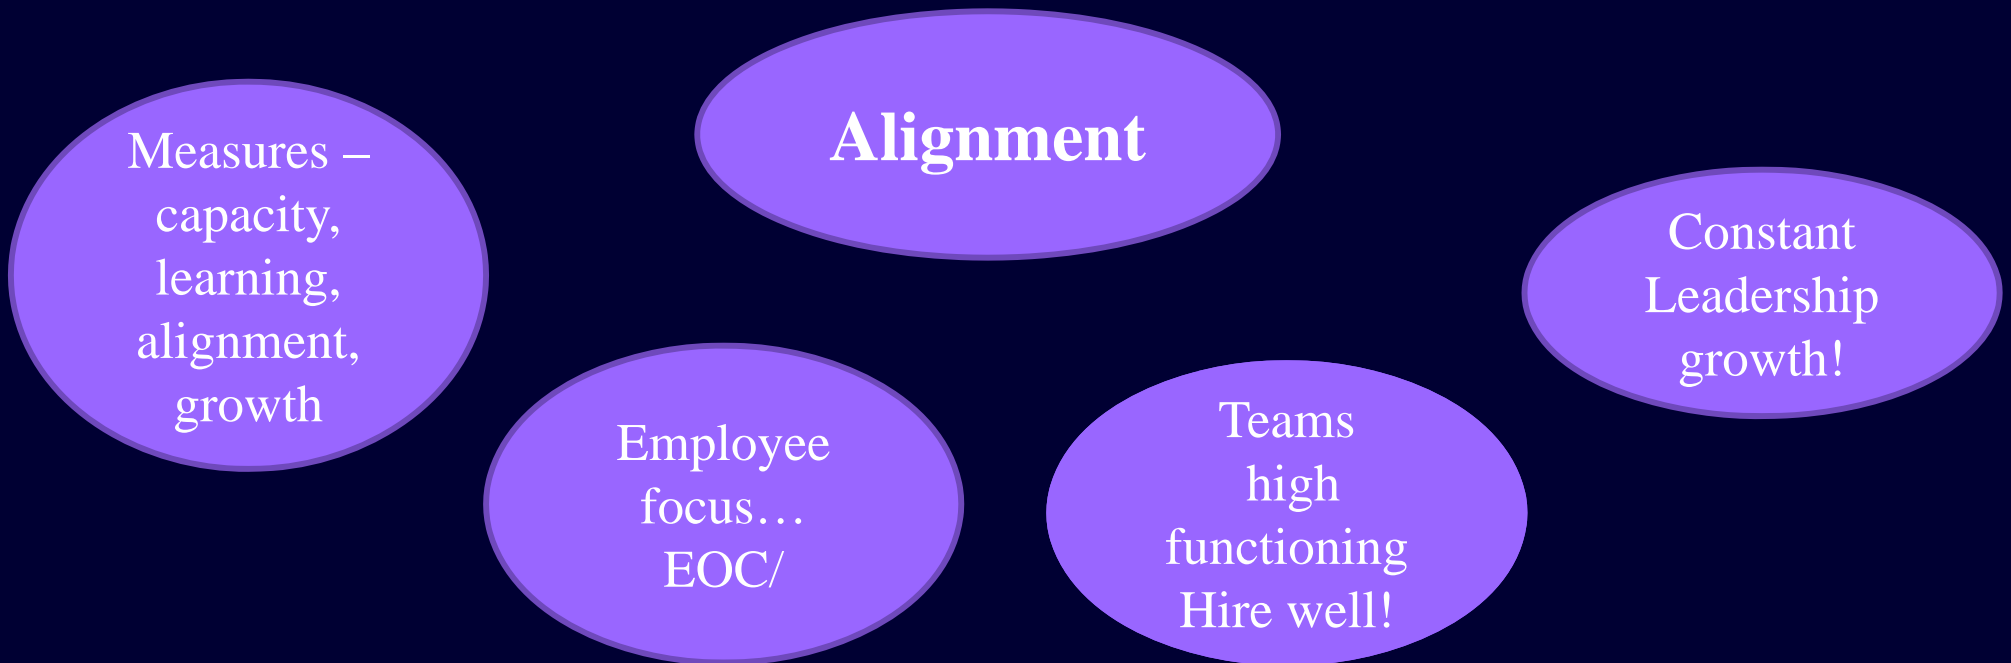 Alignment
Measures –
capacity,
learning,
alignment,
growth
Constant
Leadership
growth!
Employee
focus…
EOC/
Teams
high
functioning
Hire well!